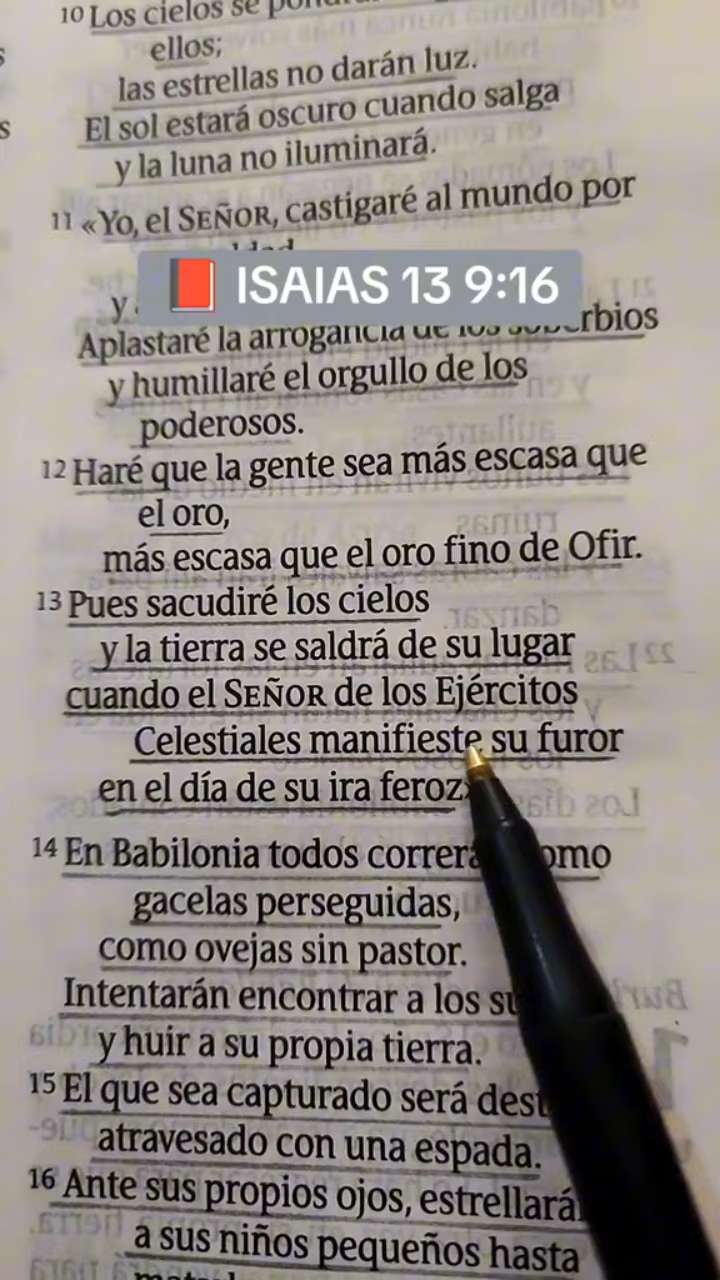 10 Los cielos se
ellos;
las estrellas no darán luz.
El sol estará oscuro cuando salga
y la luna no iluminará.
11 «Yo, el SEÑOR, castigaré al mundo por
📕 ISAIAS 13 9:16
y
Aplastaré la arrogancia de los soberbios
y humillaré el orgullo de los
poderosos.
12 Haré que la gente sea más escasa que
el oro,
más escasa que el oro fino de Ofir.
13 Pues sacudiré los cielos
y la tierra se saldrá de su lugar
cuando el SEÑOR de los Ejércitos
Celestiales manifieste su furor
en el día de su ira feroz
14 En Babilonia todos correrá omo
gacelas perseguidas,
como ovejas sin pastor.
Intentarán encontrar a los su
y huir a su propia tierra.
15 El que sea capturado será dest
atravesado con una espada.
16 Ante sus propios ojos, estrellará
a sus niños pequeños hasta